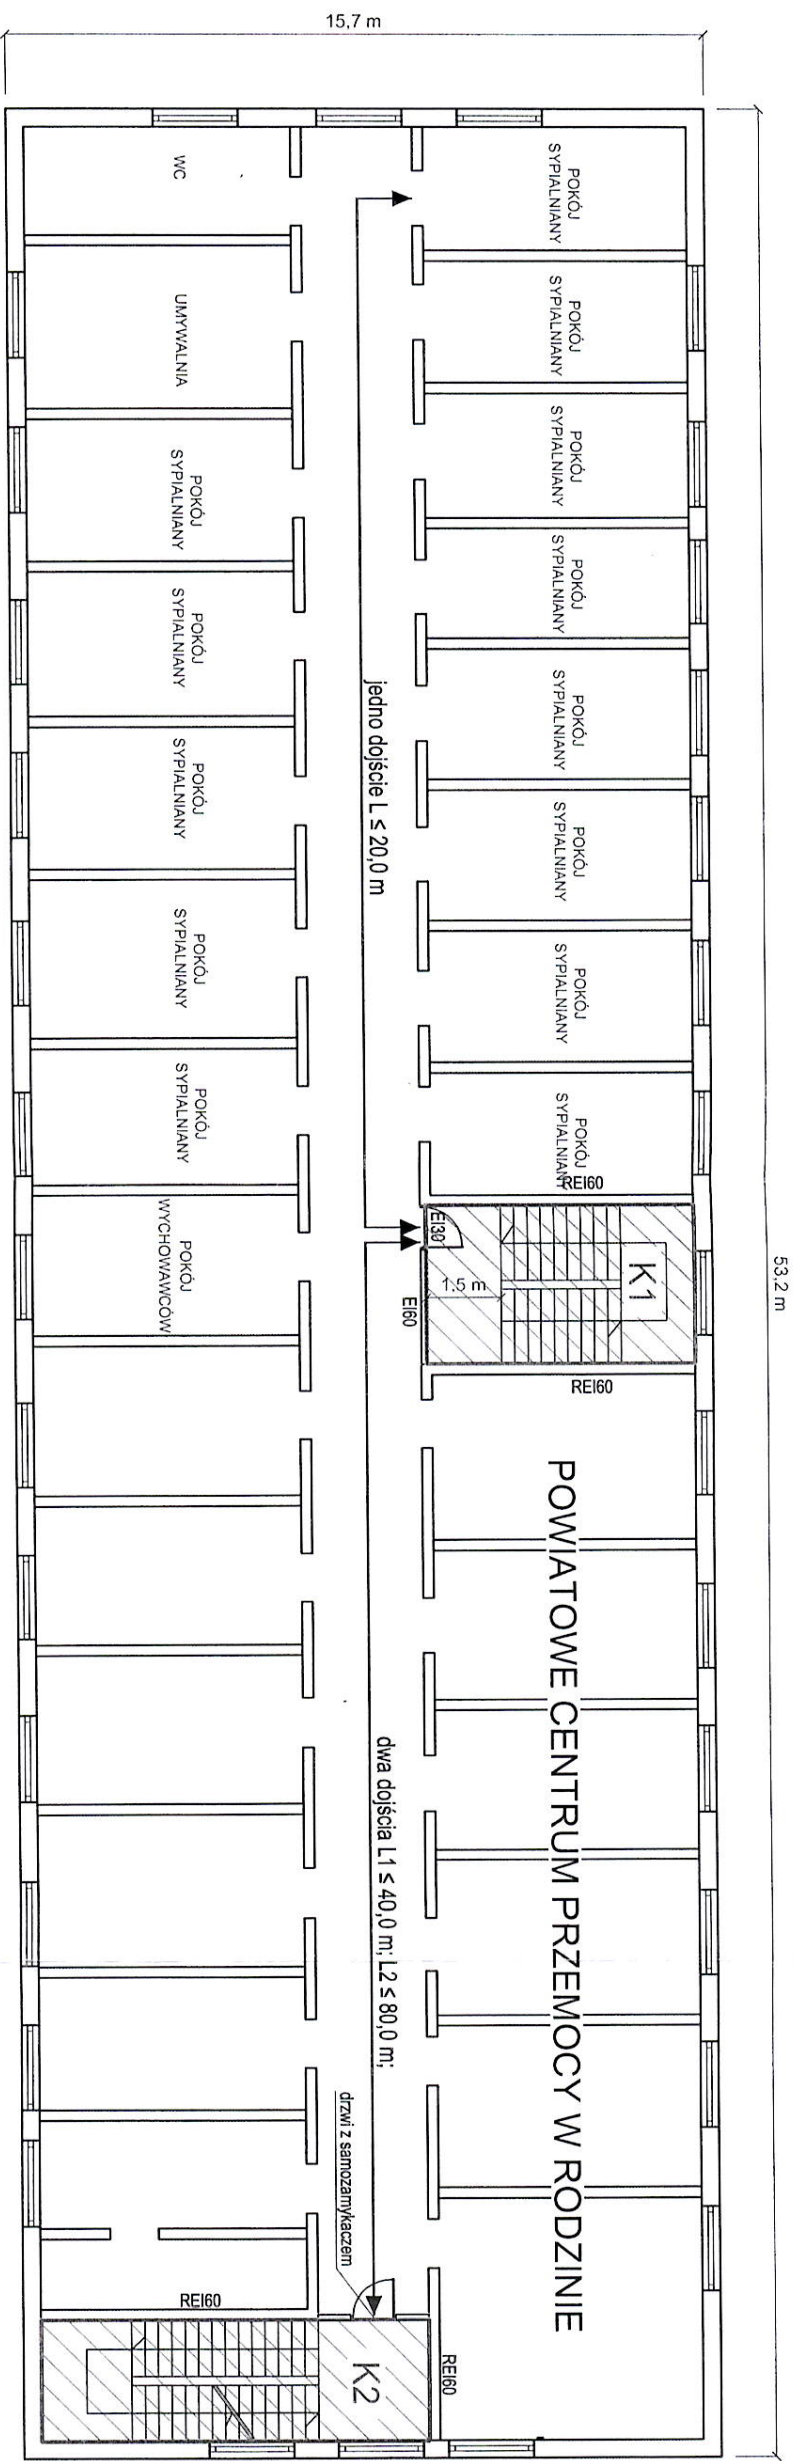 15,7 m
53,2 m
POKÓJ
SYPIALNIANY
POKÓJ
SYPIALNIANY
POKÓJ
SYPIALNIANY
POKÓJ
SYPIALNIANY
POKÓJ
SYPIALNIANY
POKÓJ
SYPIALNIANY
POKÓJ
SYPIALNIANY
POKÓJ
SYPIALNIANY
REI60
K1
EI30
1,5 m
EI60
REI60
POWIATOWE CENTRUM PRZEMOCY W RODZINIE
jedno dojście L ≤ 20,0 m
dwa dojścia L1 ≤ 40,0 m; L2 ≤ 80,0 m;
drzwi z samozamykaczem
WC
UMYWALNIA
POKÓJ
SYPIALNIANY
POKÓJ
SYPIALNIANY
POKÓJ
SYPIALNIANY
POKÓJ
SYPIALNIANY
POKÓJ
SYPIALNIANY
POKÓJ
WYCHOWAWCÓW
REI60
K2
REI60